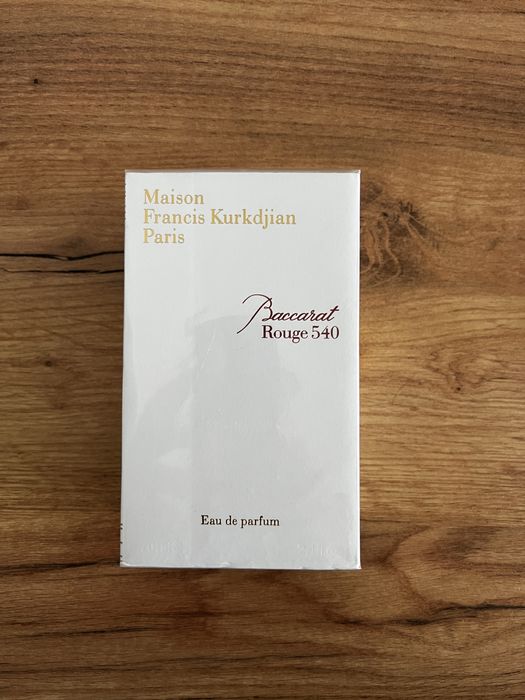 Maison
Francis Kurkdjian
Paris
Baccarat
Rouge 540
Eau de parfum